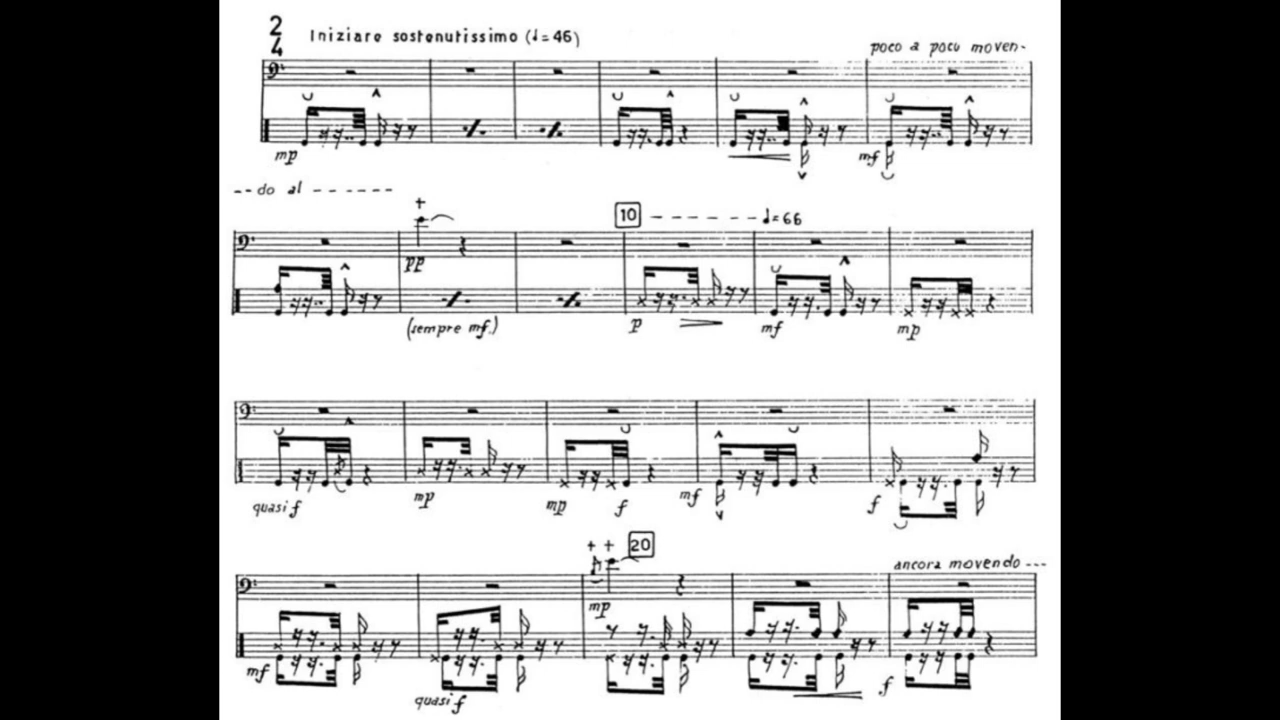 2
4
Iniziare sostenutissimo (♩=46)
poco a poco moven-
mp
mf
--do al ------
+
10 ------- ♩=66
pp
(sempre mf.)
p
mf
mp
quasi f
mp
mp
f
mf
f
+ +
20
ancora movendo ---
mp
mf
quasi f
f